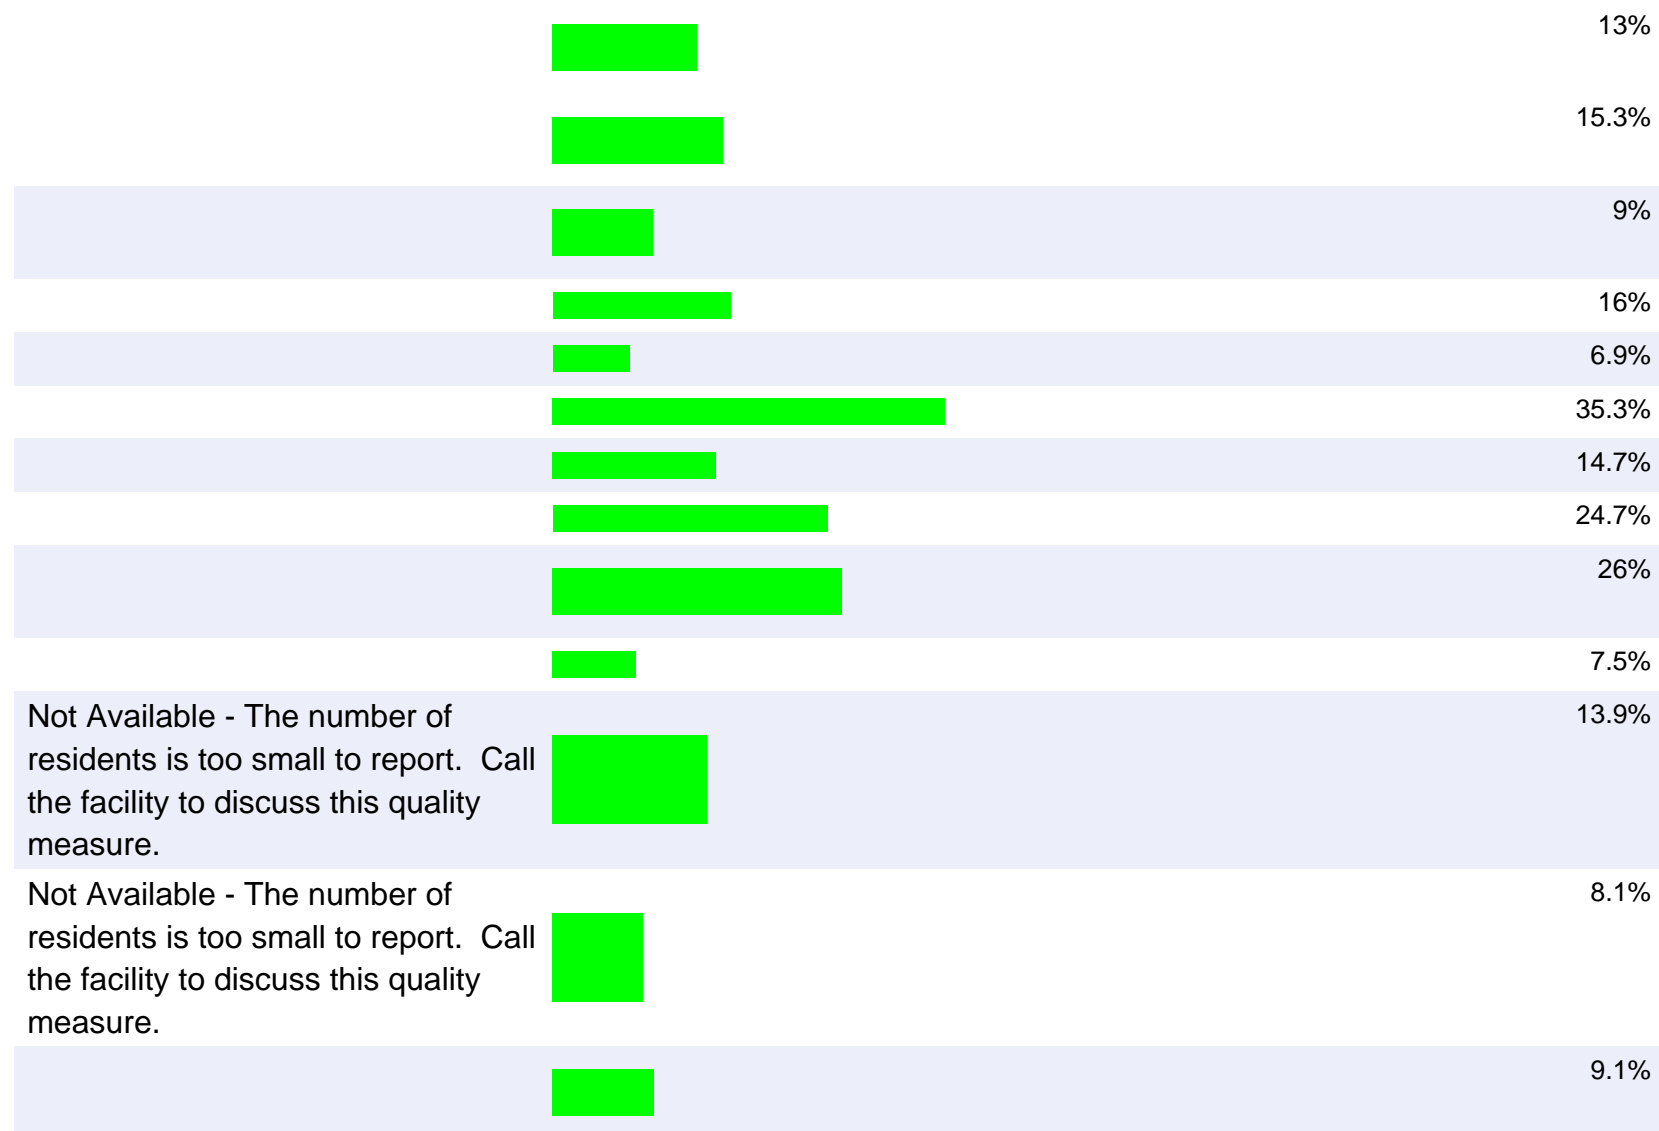 13%
15.3%
9%
16%
6.9%
35.3%
14.7%
24.7%
26%
7.5%
Not Available - The number of
residents is too small to report.  Call
the facility to discuss this quality
measure.
13.9%
Not Available - The number of
residents is too small to report.  Call
the facility to discuss this quality
measure.
8.1%
9.1%